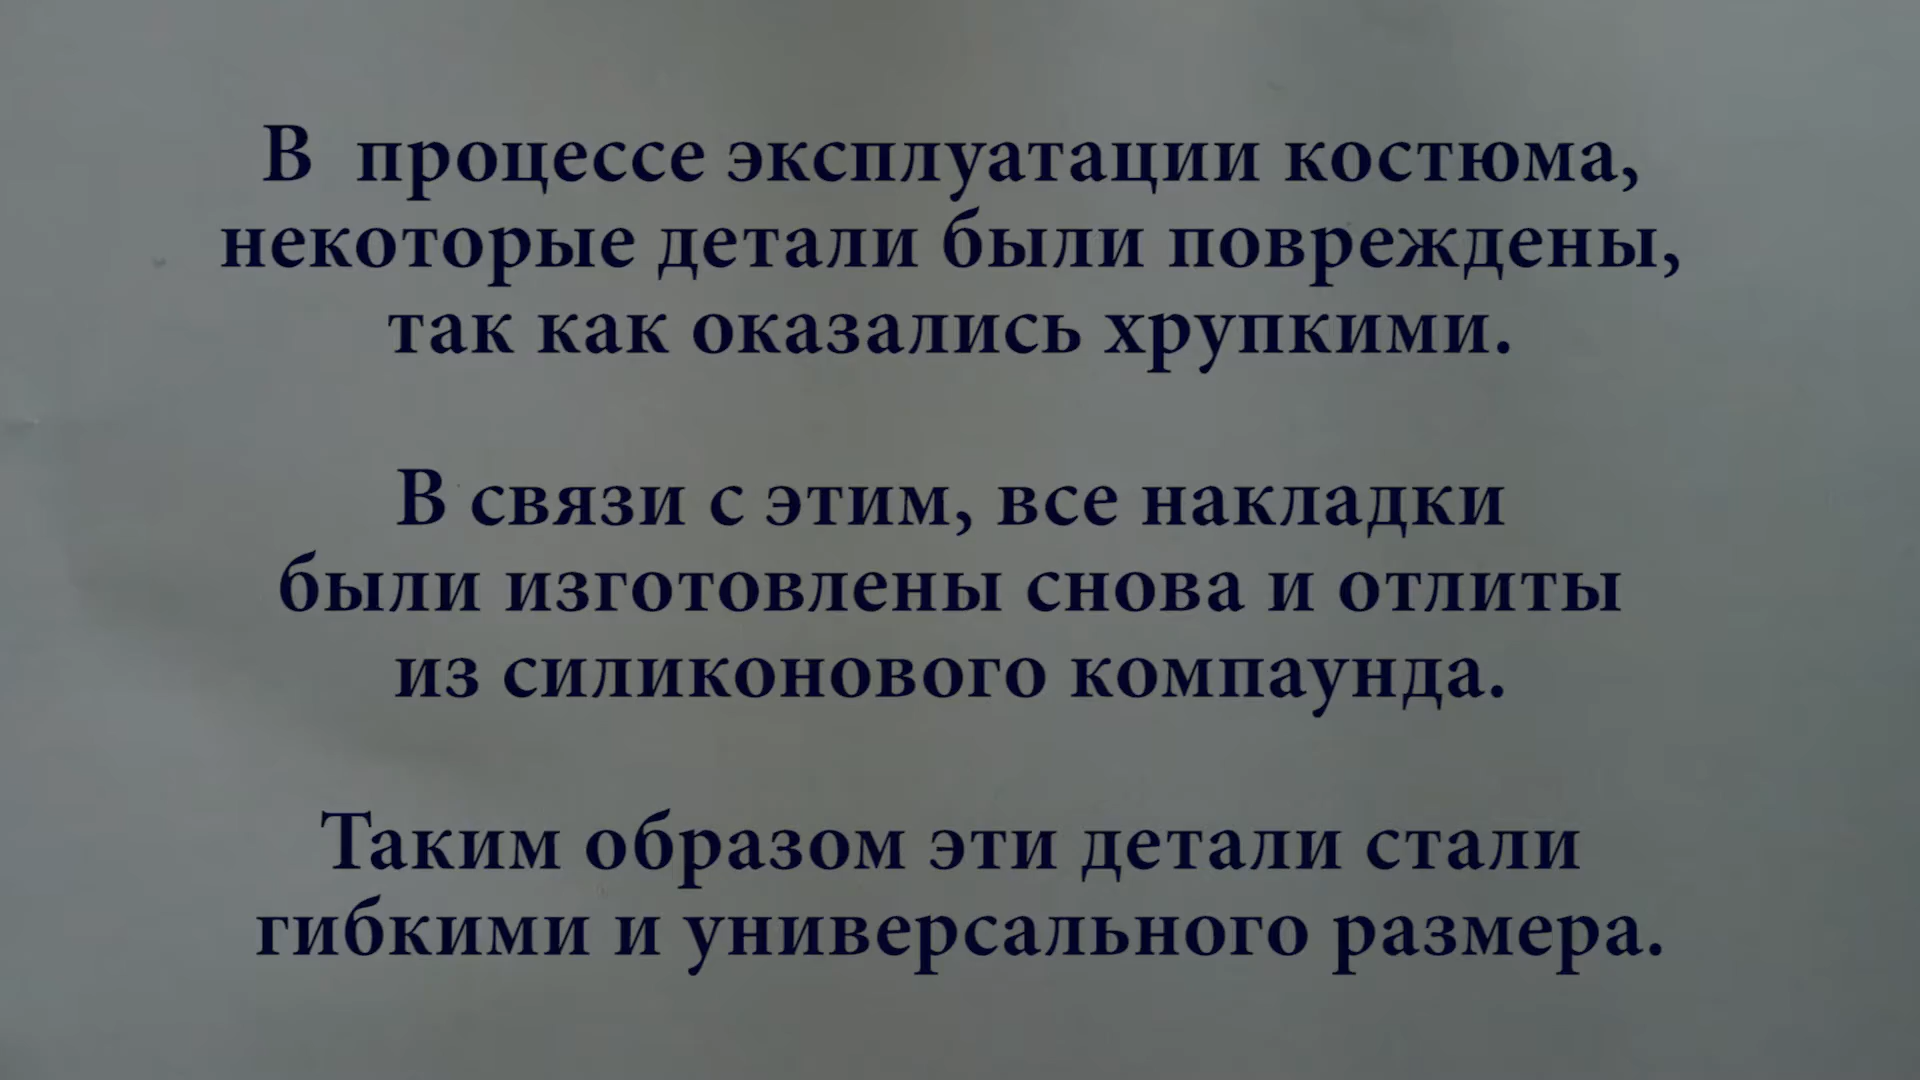 В процессе эксплуатации костюма,
некоторые детали были повреждены,
так как оказались хрупкими.
В связи с этим, все накладки
были изготовлены снова и отлиты
из силиконового компаунда.
Таким образом эти детали стали
гибкими и универсального размера.